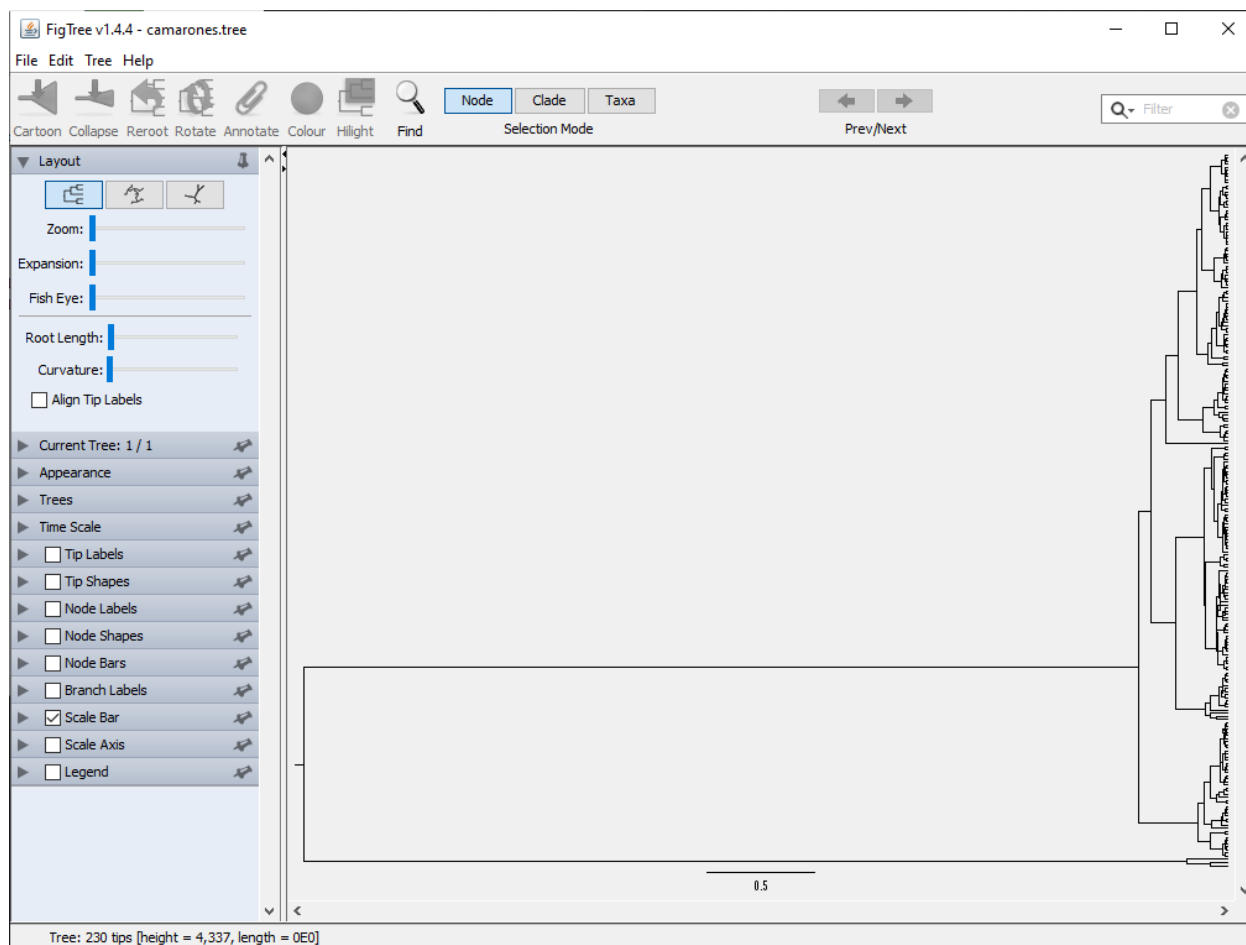 FigTree v1.4.4 - camarones.tree
File Edit Tree Help
Cartoon Collapse Reroot Rotate Annotate Colour Hilight Find
Node Clade Taxa
Selection Mode
Prev/Next
Filter
Layout
Zoom:
Expansion:
Fish Eye:
Root Length:
Curvature:
Align Tip Labels
Current Tree: 1 / 1
Appearance
Trees
Time Scale
Tip Labels
Tip Shapes
Node Labels
Node Shapes
Node Bars
Branch Labels
Scale Bar
Scale Axis
Legend
0.5
Tree: 230 tips [height = 4,337, length = 0E0]